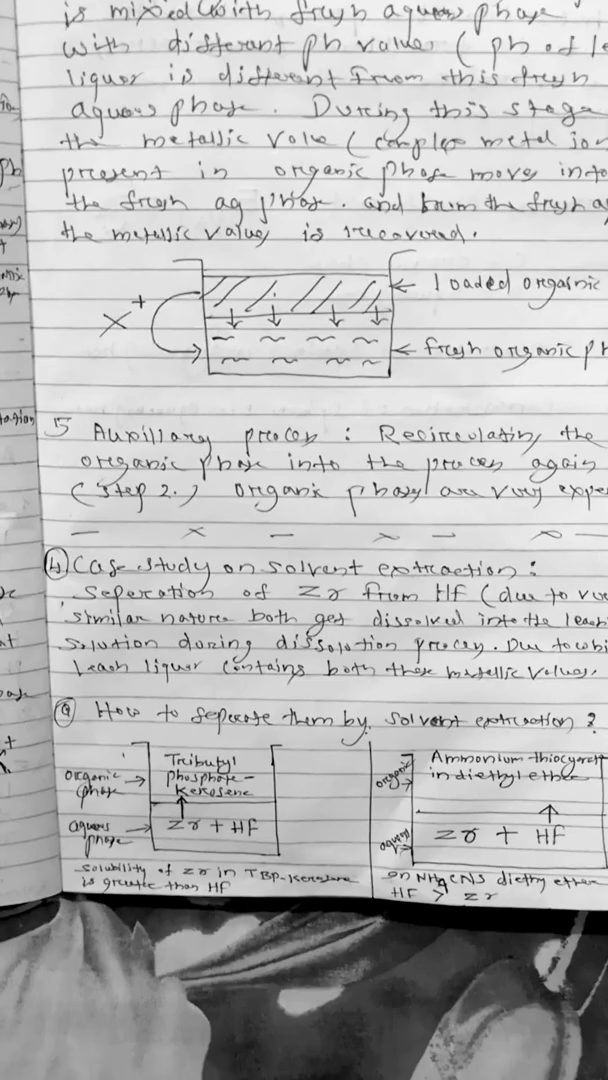 is mixed with fresh aqueous phase
with different ph value ( ph of le
liquor is different from this fresh
aqueous phase. During this stage
the metallic value ( complex metal ion
present in organic phase moves into
the fresh aq phase. and from the fresh a
the metallic values is recovered.
X+
← loaded organic
← fresh organic ph
5 Auxillary process : Recirculating the
organic phase into the process again
( step 2.) organic phases are very expe
④ Case study on solvent extraction :
seperation of Zr from Hf ( due to
similar nature both get dissolved into the leach
solution during dissolution process. Due to whi
leach liquor contains both these metallic values.
How to seperate them by solvent extraction ?
organic phase →
Tributyl
phosphate-
kerosene
aqueous phase →
Zr + Hf
solubility of Zr in TBP-kerosene
is greater than Hf
organic
Ammonium thiocyanate
in diethyl ether
aqueous
Zr + Hf
on NH4CNS diethy ether
Hf > Zr